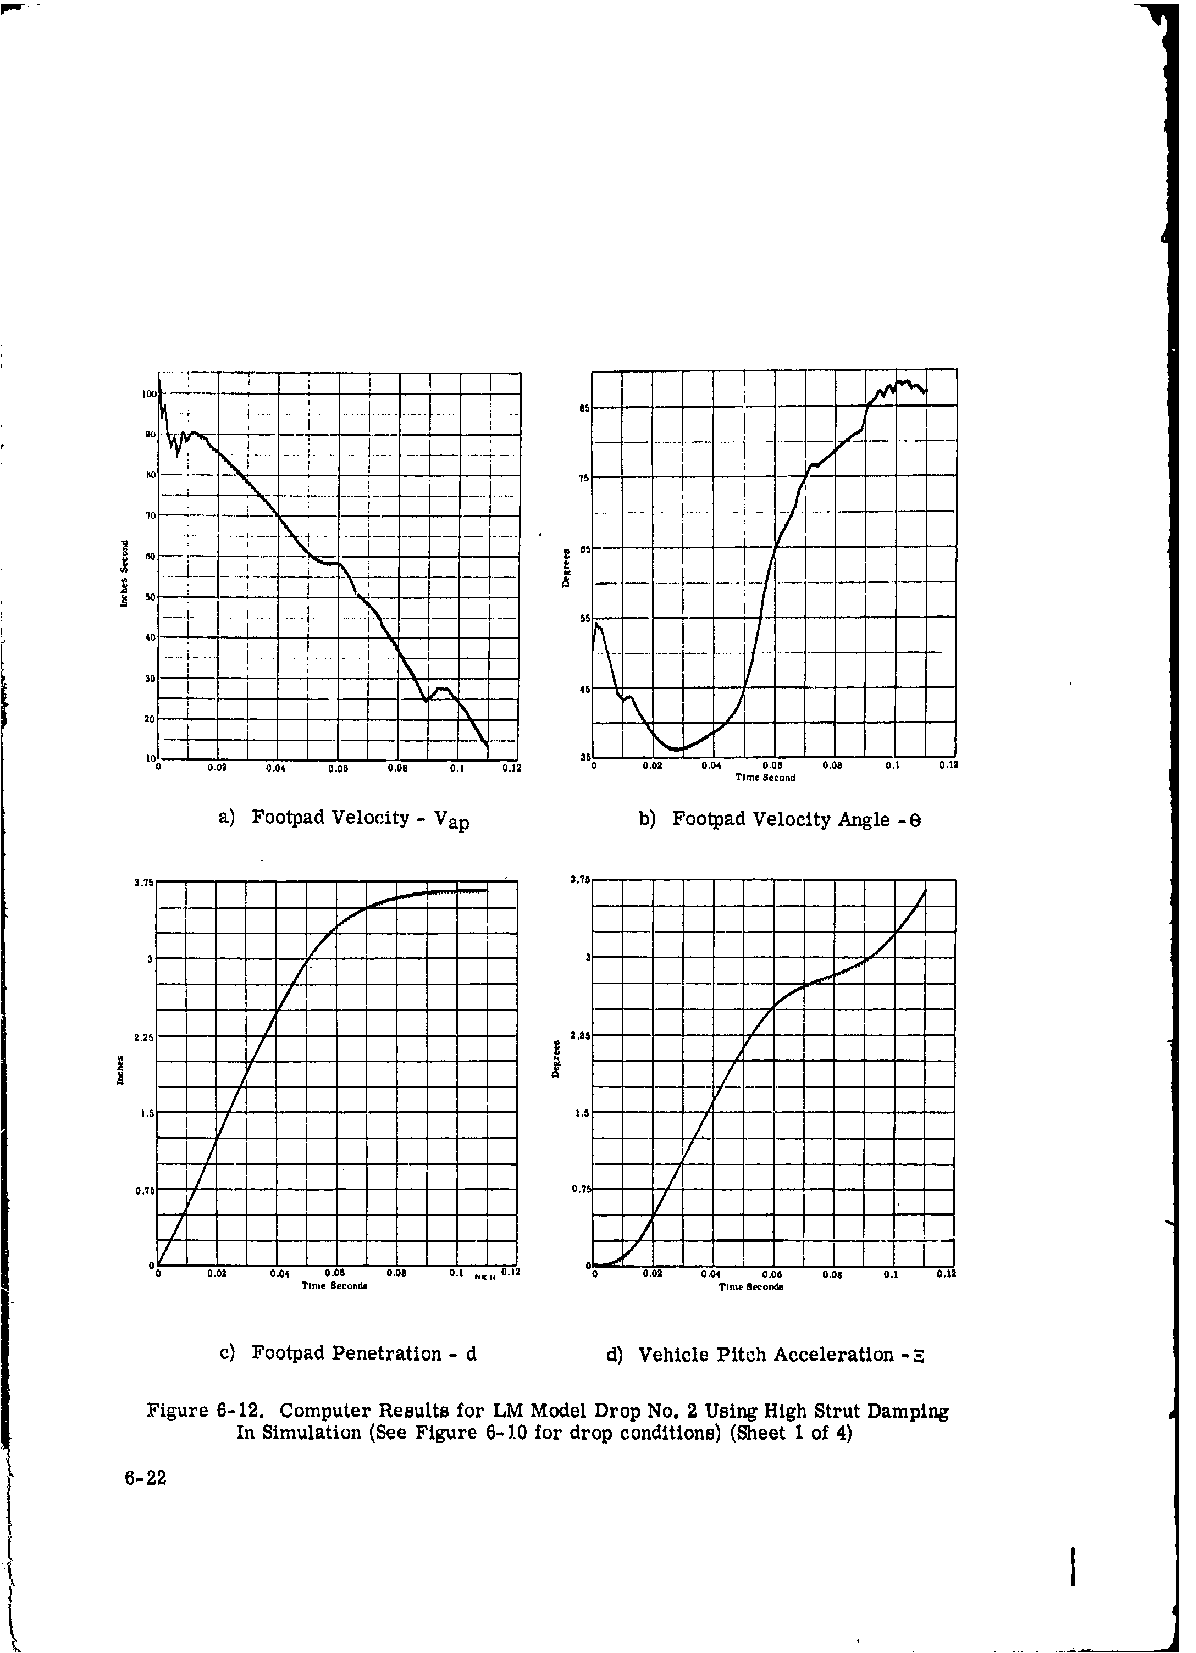 100
90
80
70
60
50
40
30
20
10
Inches Second
0 0.02 0.04 0.06 0.08 0.1 0.12
a) Footpad Velocity - Vap
85
75
65
55
45
35
Degrees
0 0.02 0.04 0.06 0.08 0.1 0.12
Time Second
b) Footpad Velocity Angle - θ
3.75
3
2.25
1.5
0.75
0
Inches
0 0.02 0.04 0.06 0.08 0.1 0.12
Time Seconds
c) Footpad Penetration - d
3.75
3
2.25
1.5
0.75
0
Degrees
0 0.02 0.04 0.06 0.08 0.1 0.12
Time Seconds
d) Vehicle Pitch Acceleration - Ξ
Figure 6-12. Computer Results for LM Model Drop No. 2 Using High Strut Damping
In Simulation (See Figure 6-10 for drop conditions) (Sheet 1 of 4)
6-22